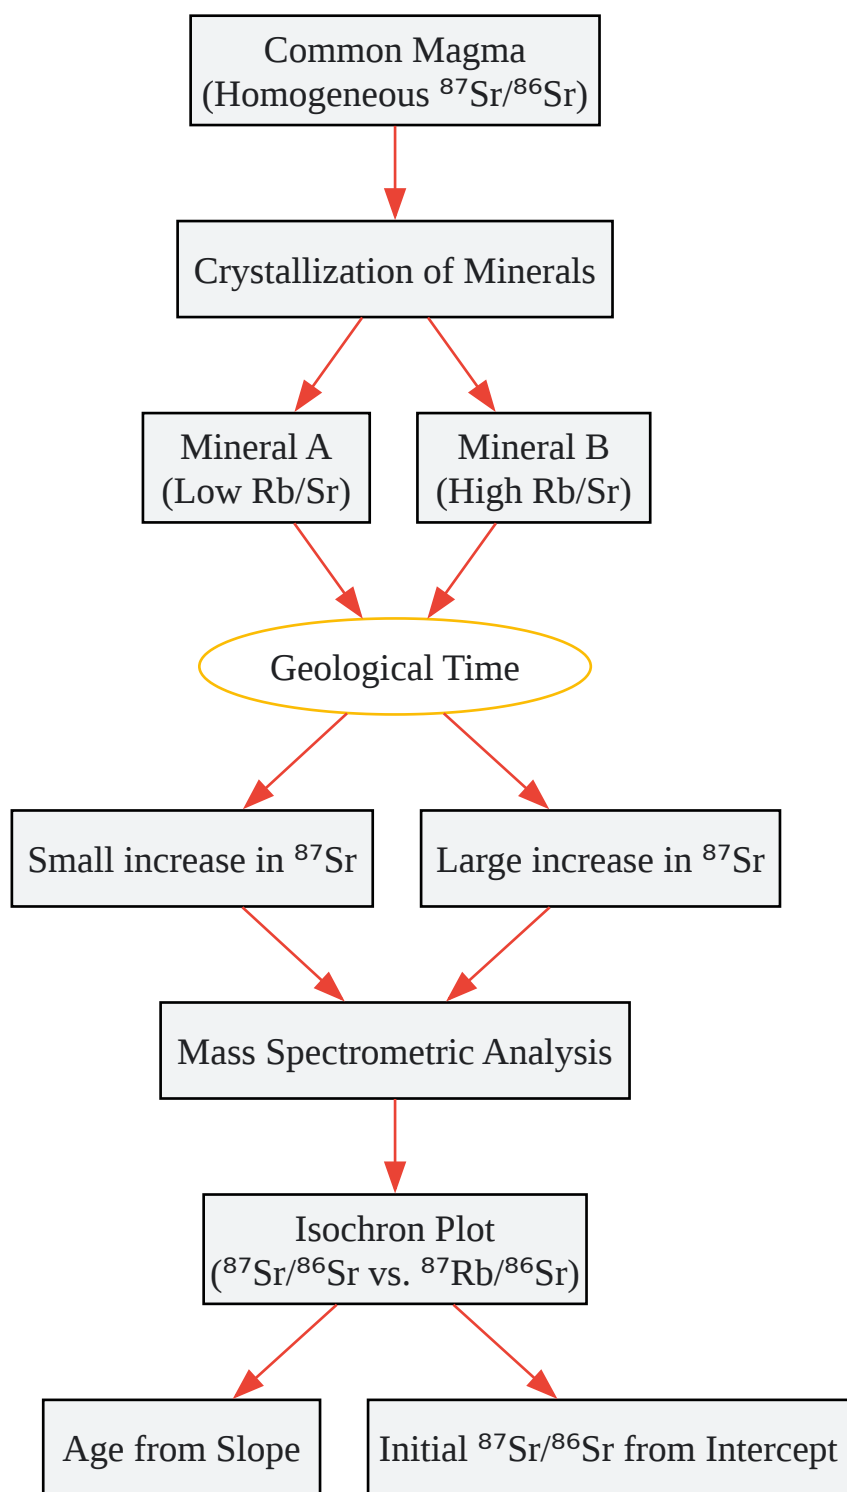 Common Magma
(Homogeneous ⁸⁷Sr/⁸⁶Sr)
Crystallization of Minerals
Mineral A
(Low Rb/Sr)
Mineral B
(High Rb/Sr)
Geological Time
Small increase in ⁸⁷Sr
Large increase in ⁸⁷Sr
Mass Spectrometric Analysis
Isochron Plot
(⁸⁷Sr/⁸⁶Sr vs. ⁸⁷Rb/⁸⁶Sr)
Age from Slope
Initial ⁸⁷Sr/⁸⁶Sr from Intercept